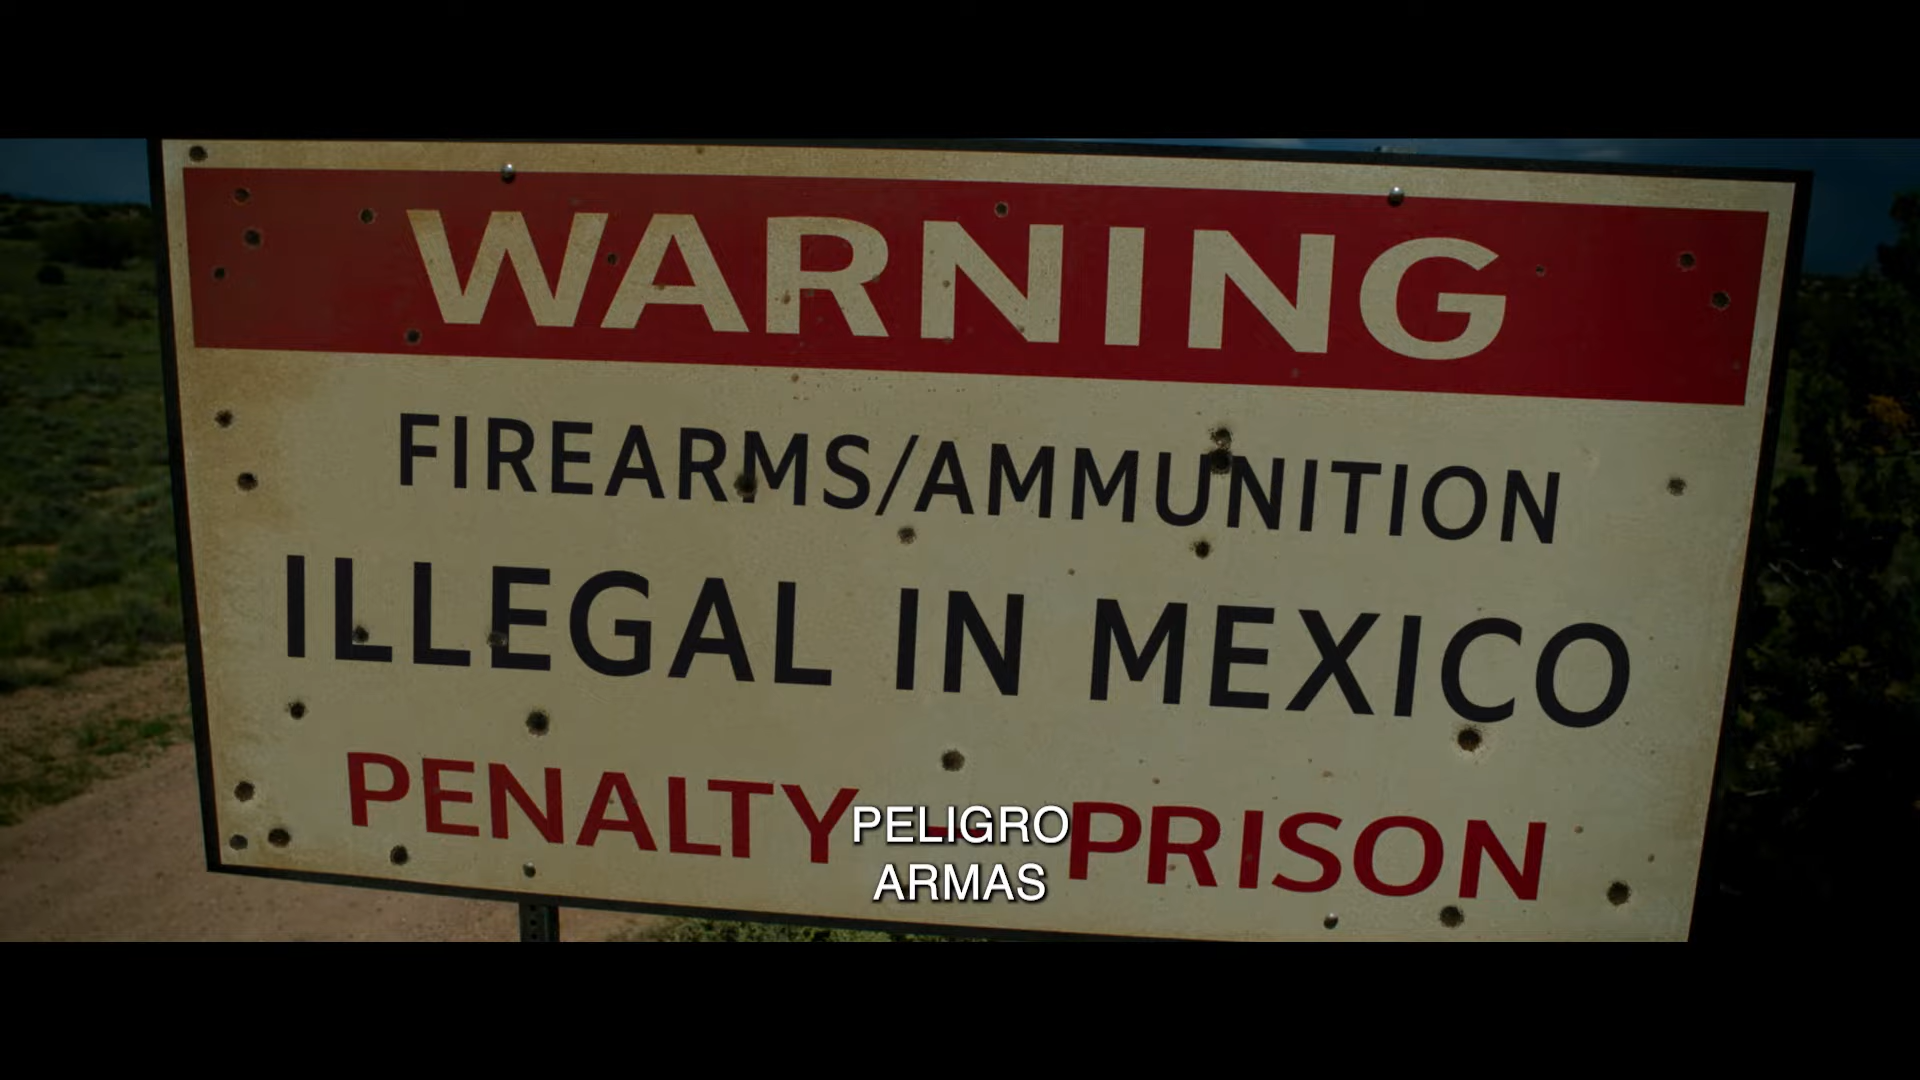 WARNING
FIREARMS/AMMUNITION
ILLEGAL IN MEXICO
PENALTY - PRISON
PELIGRO
ARMAS